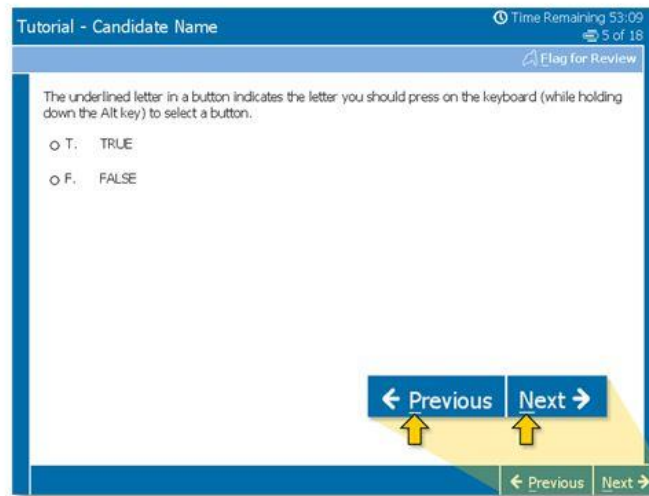 Tutorial - Candidate Name
Time Remaining 53:09
5 of 18
Flag for Review
The underlined letter in a button indicates the letter you should press on the keyboard (while holding
down the Alt key) to select a button.
T. TRUE
F. FALSE
← Previous Next →
← Previous Next →